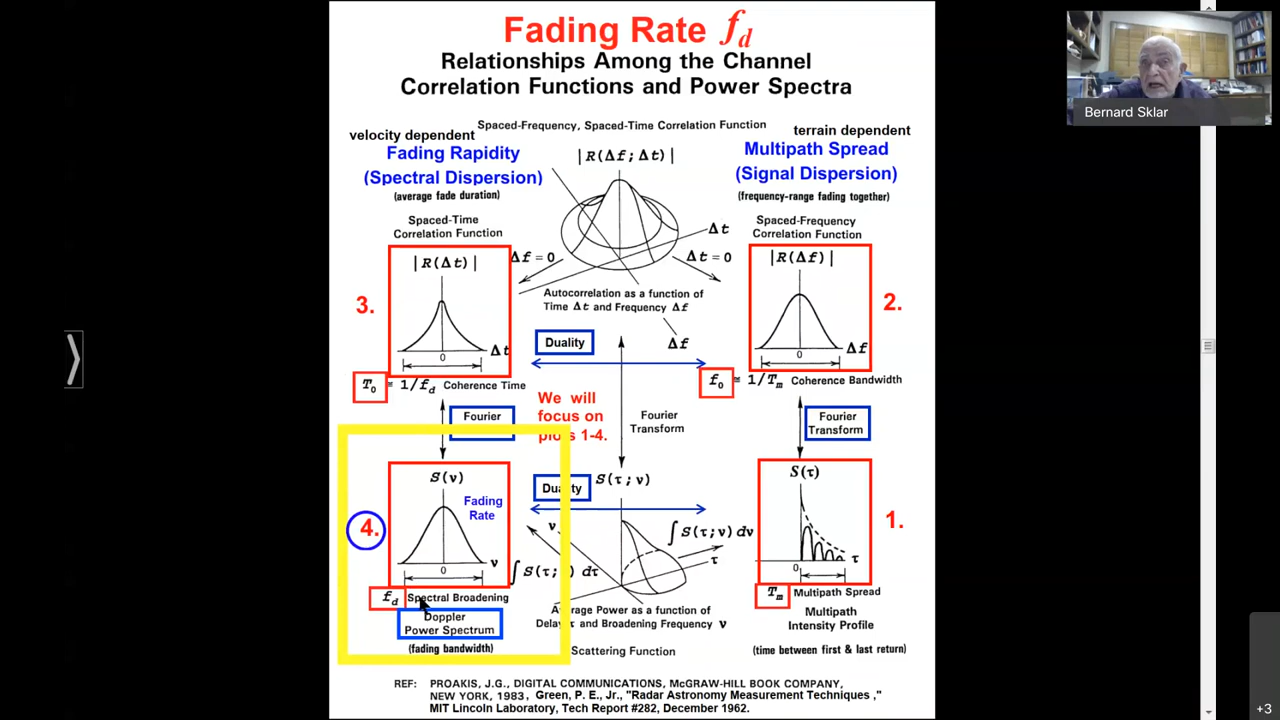 Fading Rate f_d
Relationships Among the Channel
Correlation Functions and Power Spectra
Bernard Sklar
Spaced-Frequency, Spaced-Time Correlation Function
velocity dependent
Fading Rapidity
(Spectral Dispersion)
(average fade duration)
|R(Δf;Δt)|
terrain dependent
Multipath Spread
(Signal Dispersion)
(frequency-range fading together)
Spaced-Time
Correlation Function
Spaced-Frequency
Correlation Function
|R(Δt)|
Δf=0
Δt
Δt=0
|R(Δf)|
3.
2.
Autocorrelation as a function of
Time Δt and Frequency Δf
0
Δt
Duality
Δf
0
Δf
T₀ ≅ 1/f_d Coherence Time
f₀ ≅ 1/T_m Coherence Bandwidth
We will
focus on
plots 1-4.
Fourier
Fourier
Transform
Fourier
Transform
S(ν)
Duality
S(τ;ν)
S(τ)
Fading
Rate
4.
1.
ν
∫S(τ;ν) dν
τ
0
ν
∫S(τ; ) dτ
0
τ
f_d Spectral Broadening
T_m Multipath Spread
Doppler
Power Spectrum
(fading bandwidth)
Average Power as a function of
Delay τ and Broadening Frequency ν
Scattering Function
Multipath
Intensity Profile
(time between first & last return)
REF: PROAKIS, J.G., DIGITAL COMMUNICATIONS, McGRAW-HILL BOOK COMPANY,
NEW YORK, 1983, Green, P. E., Jr., "Radar Astronomy Measurement Techniques ,"
MIT Lincoln Laboratory, Tech Report #282, December 1962.
+3